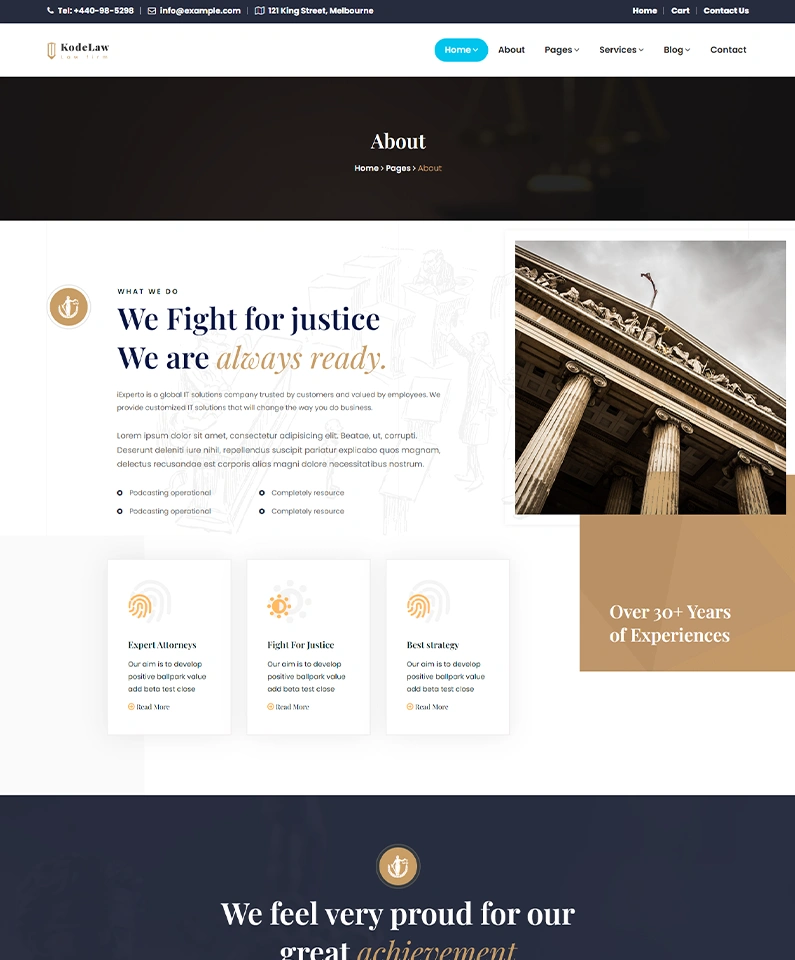 Tel: +440-98-5298
info@example.com
121 King Street, Melbourne
Home
Cart
Contact Us
KodeLaw
law firm
Home
About
Pages
Services
Blog
Contact
About
Home > Pages > About
WHAT WE DO
We Fight for justice
We are always ready.
iExperto is a global IT solutions company trusted by customers and valued by employees. We
provide customized IT solutions that will change the way you do business.
Lorem ipsum dolor sit amet, consectetur adipisicing elit. Beatae, ut, corrupti.
Deserunt deleniti iure nihil, repellendus suscipit pariatur explicabo quos magnam,
delectus recusandae est corporis alias magni dolore necessitatibus nostrum.
Podcasting operational
Completely resource
Podcasting operational
Completely resource
Over 30+ Years
of Experiences
Expert Attorneys
Our aim is to develop
positive ballpark value
add beta test close
Read More
Fight For Justice
Our aim is to develop
positive ballpark value
add beta test close
Read More
Best strategy
Our aim is to develop
positive ballpark value
add beta test close
Read More
We feel very proud for our
great achievement